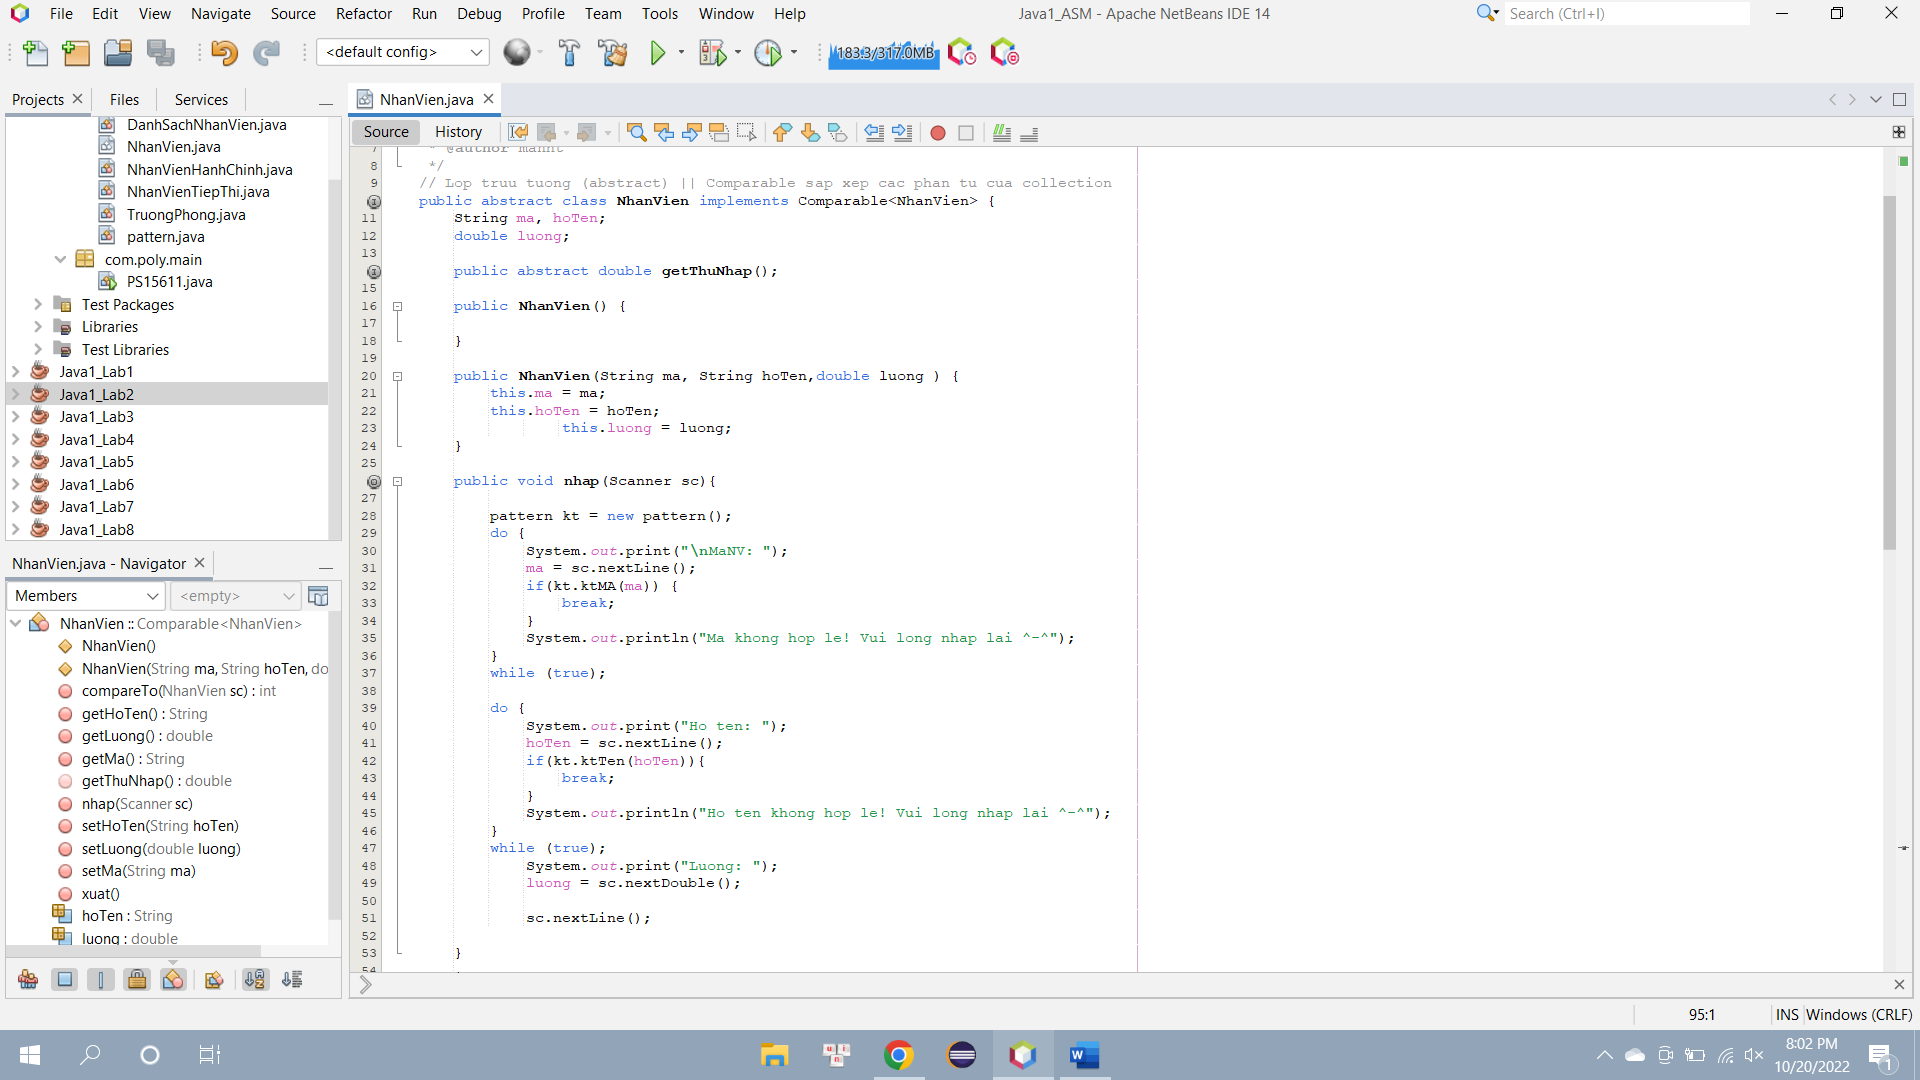 File Edit View Navigate Source Refactor Run Debug Profile Team Tools Window Help
Java1_ASM - Apache NetBeans IDE 14
Search (Ctrl+I)
<default config>
183.3/317.0MB
Projects Files Services
NhanVien.java
DanhSachNhanVien.java
NhanVien.java
NhanVienHanhChinh.java
NhanVienTiepThi.java
TruongPhong.java
pattern.java
com.poly.main
PS15611.java
Test Packages
Libraries
Test Libraries
Java1_Lab1
Java1_Lab2
Java1_Lab3
Java1_Lab4
Java1_Lab5
Java1_Lab6
Java1_Lab7
Java1_Lab8
NhanVien.java - Navigator
Members <empty>
NhanVien :: Comparable<NhanVien>
NhanVien()
NhanVien(String ma, String hoTen, do
compareTo(NhanVien sc) : int
getHoTen() : String
getLuong() : double
getMa() : String
getThuNhap() : double
nhap(Scanner sc)
setHoTen(String hoTen)
setLuong(double luong)
setMa(String ma)
xuat()
hoTen : String
luong : double
Source History
7 * @author mannt
8 */
9 // Lop truu tuong (abstract) || Comparable sap xep cac phan tu cua collection
public abstract class NhanVien implements Comparable<NhanVien> {
11 String ma, hoTen;
12 double luong;
13
public abstract double getThuNhap();
15
16 public NhanVien() {
17
18 }
19
20 public NhanVien(String ma, String hoTen,double luong ) {
21 this.ma = ma;
22 this.hoTen = hoTen;
23 this.luong = luong;
24 }
25
public void nhap(Scanner sc){
27
28 pattern kt = new pattern();
29 do {
30 System.out.print("\nMaNV: ");
31 ma = sc.nextLine();
32 if(kt.ktMA(ma)) {
33 break;
34 }
35 System.out.println("Ma khong hop le! Vui long nhap lai ^-^");
36 }
37 while (true);
38
39 do {
40 System.out.print("Ho ten: ");
41 hoTen = sc.nextLine();
42 if(kt.ktTen(hoTen)){
43 break;
44 }
45 System.out.println("Ho ten khong hop le! Vui long nhap lai ^-^");
46 }
47 while (true);
48 System.out.print("Luong: ");
49 luong = sc.nextDouble();
50
51 sc.nextLine();
52
53 }
54
95:1 INS Windows (CRLF)
8:02 PM
10/20/2022
1